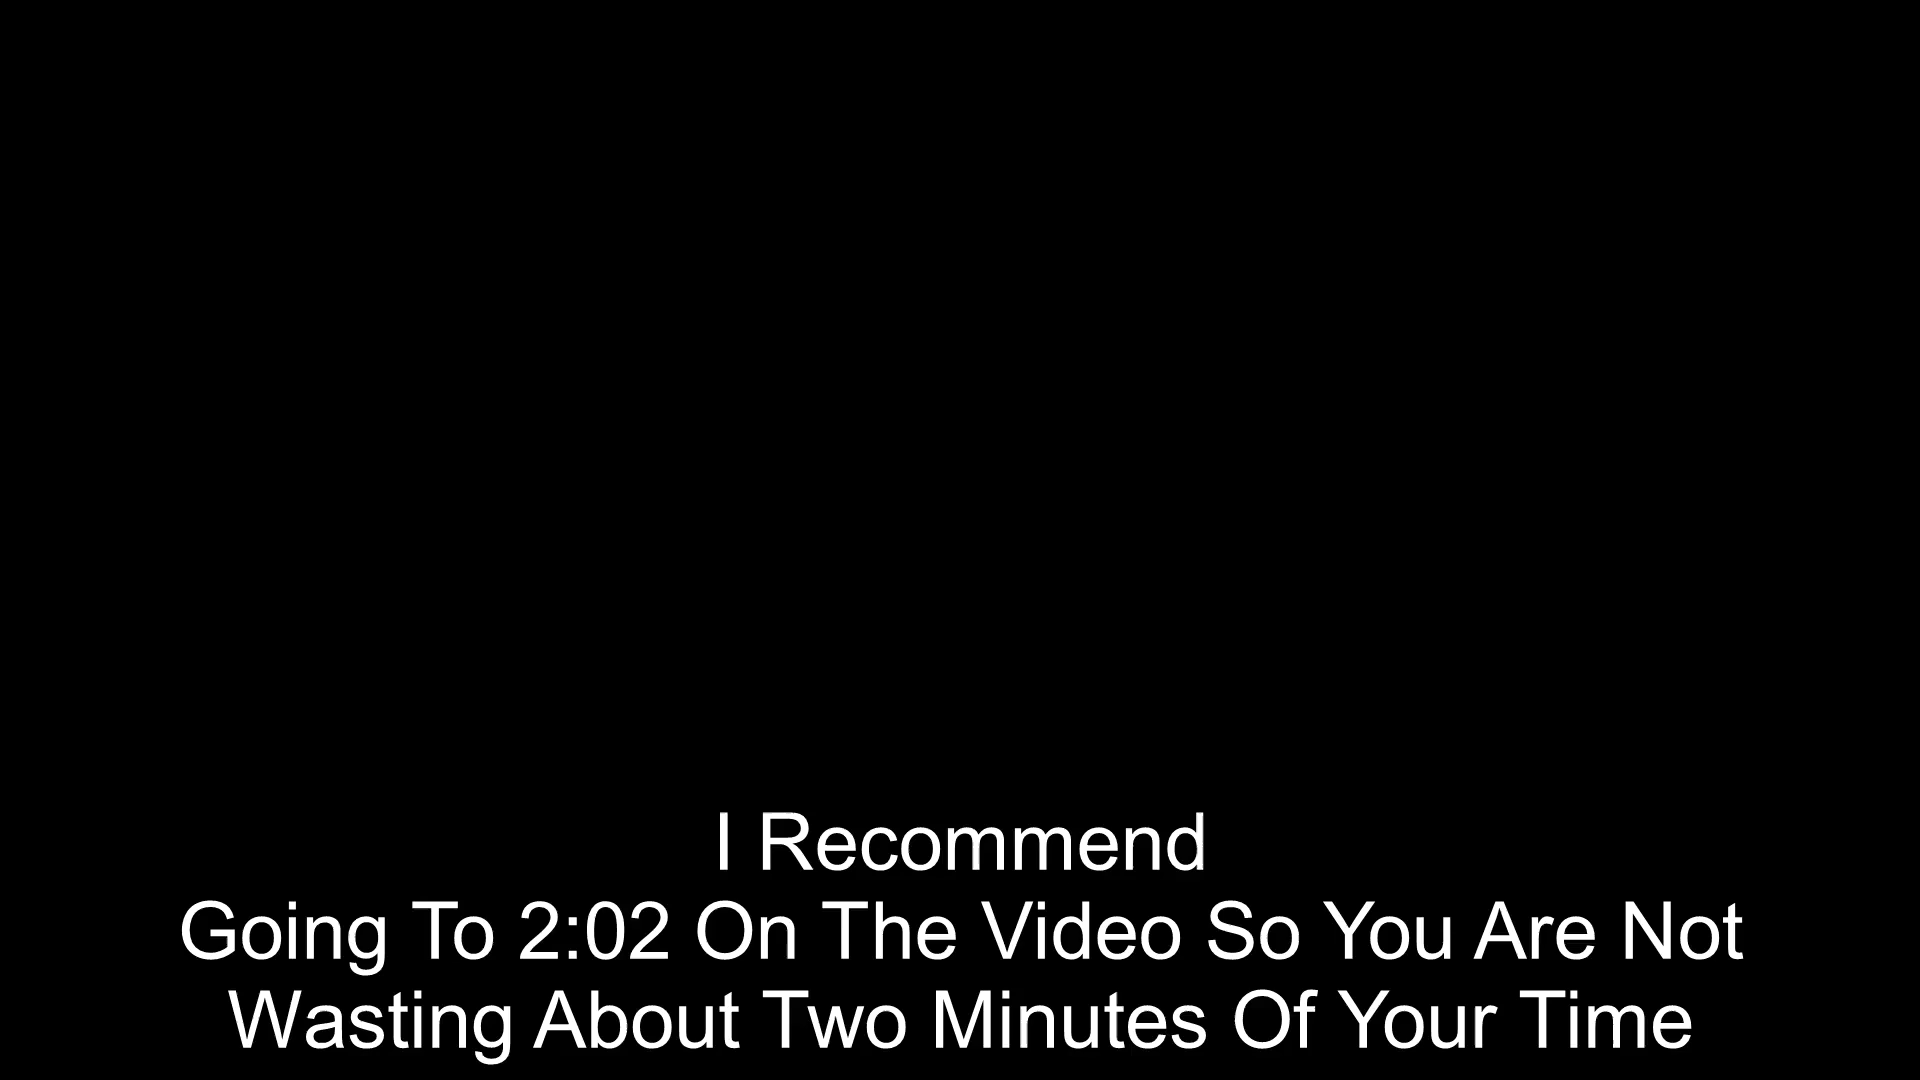 I Recommend
Going To 2:02 On The Video So You Are Not
Wasting About Two Minutes Of Your Time